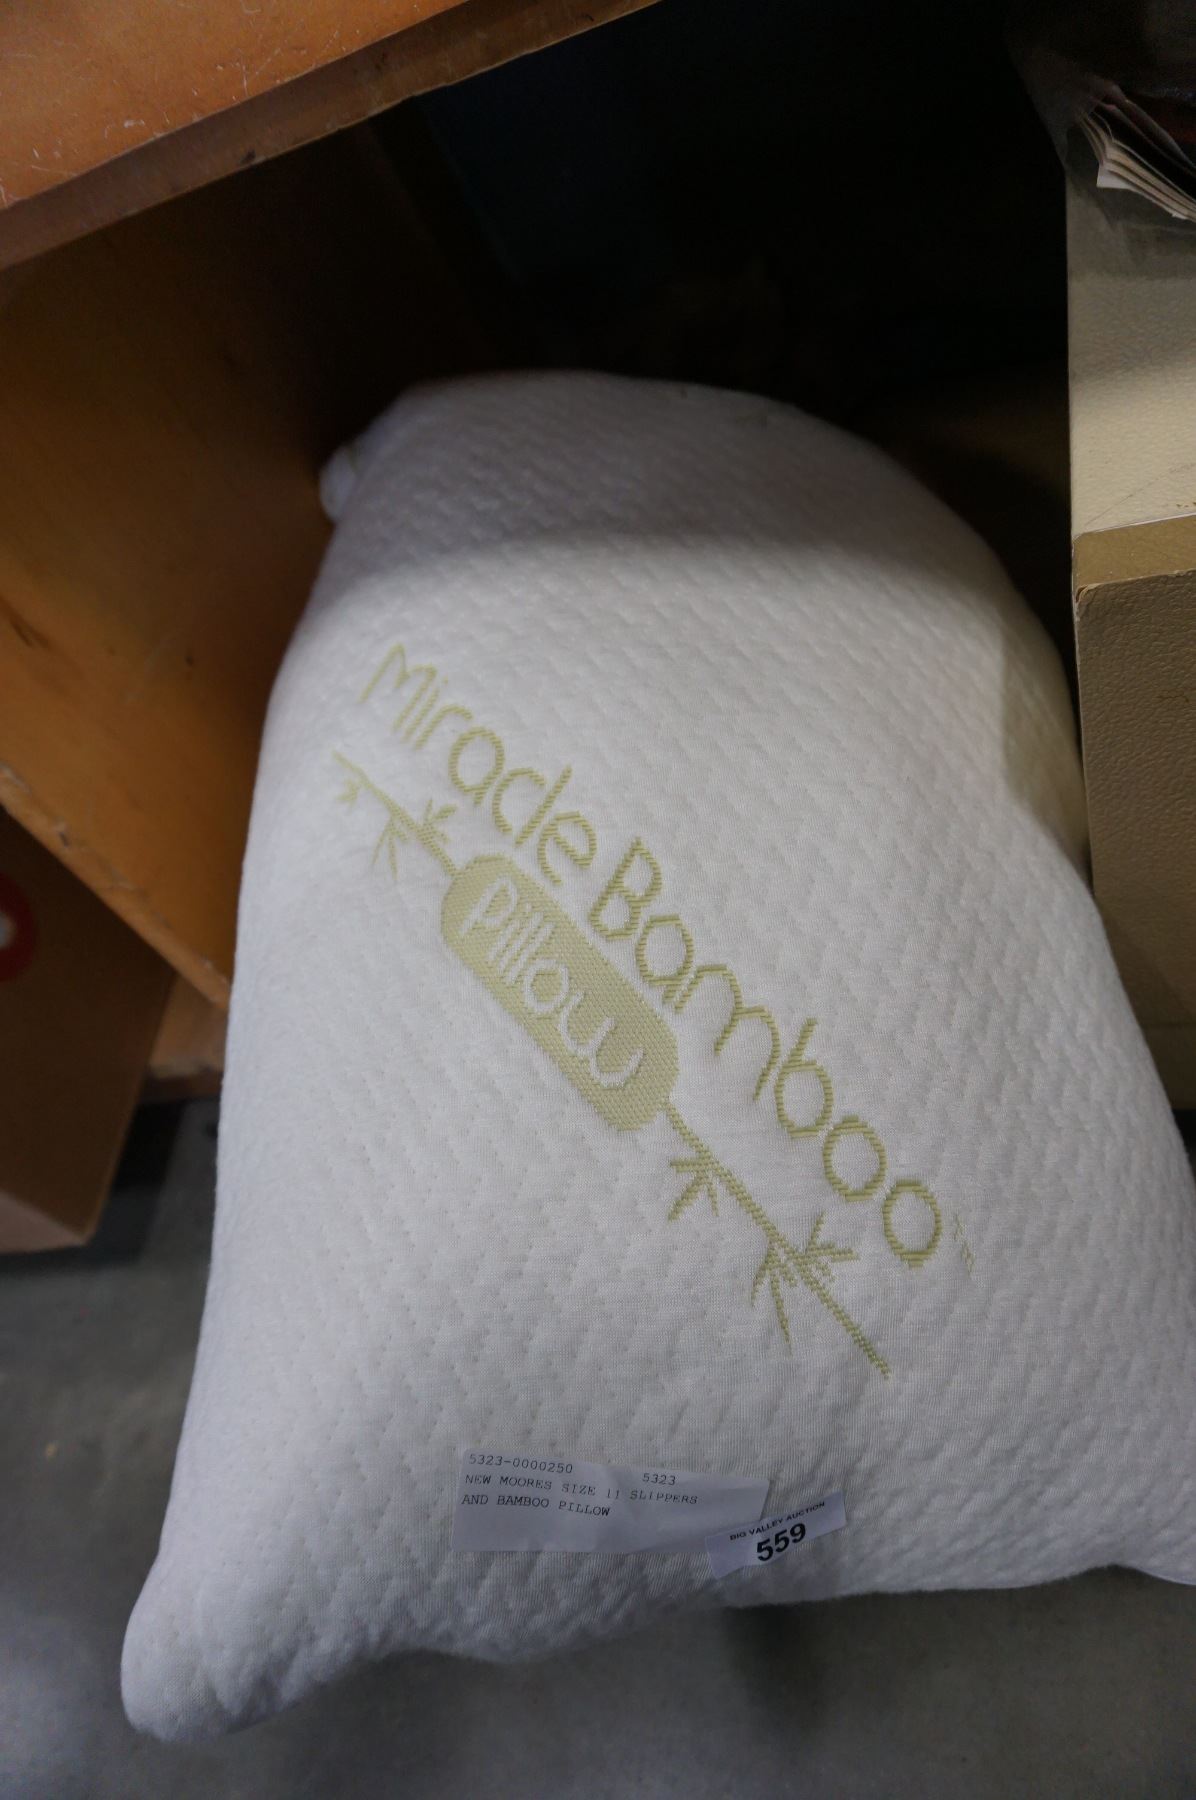 Miracle Bamboo
Pillow
5323-0000250 5323
NEW MOORES SIZE 11 SLIPPERS
AND BAMBOO PILLOW
BIG VALLEY AUCTION
559